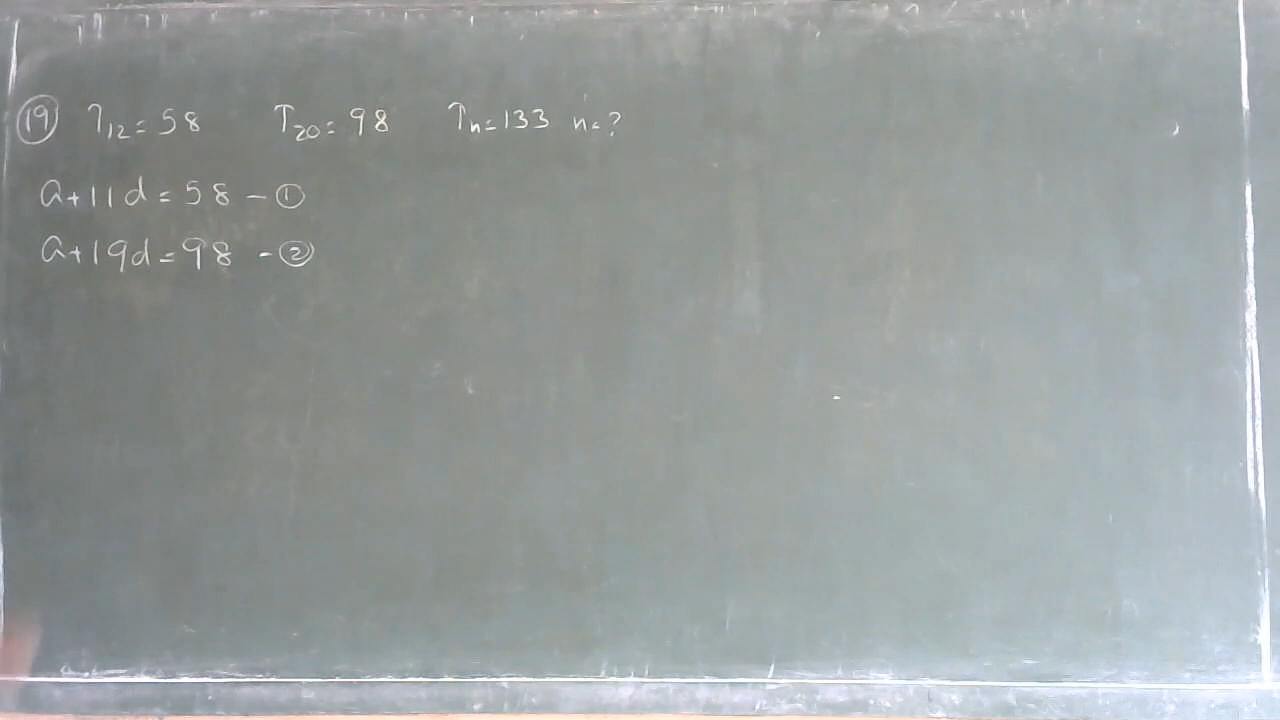 ⑲ T₁₂ = 58 T₂₀ = 98 Tₙ = 133 n = ?
a + 11d = 58 – ①
a + 19d = 98 – ②